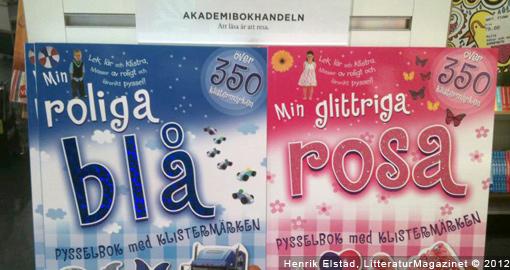 AKADEMIBOKHANDELN
Att läsa är att resa.
Lek, lär och klistra.
Massor av roligt och
färgrikt pyssel!
över
350
klistermärken
Min
roliga
blå
PYSSELBOK med KLISTERMÄRKEN
Lek, lär och klistra.
Massor av roligt och
färgrikt pyssel!
över
350
klistermärken
Min glittriga
rosa
PYSSELBOK med KLISTERMÄRKEN
Henrik Elstad, LitteraturMagazinet © 2012